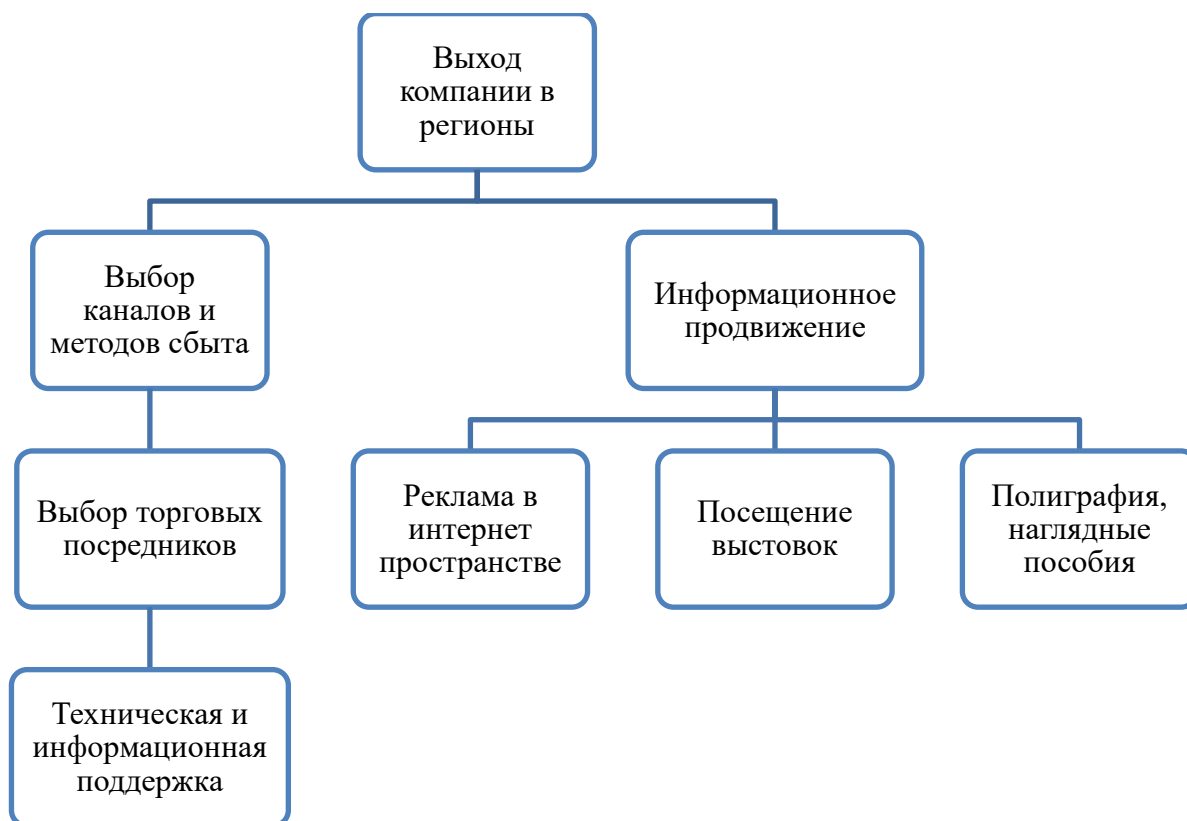 Выход
компании в
регионы
Выбор
каналов и
методов сбыта
Информационное
продвижение
Выбор торговых
посредников
Реклама в
интернет
пространстве
Посещение
выстовок
Полиграфия,
наглядные
пособия
Техническая и
информационная
поддержка